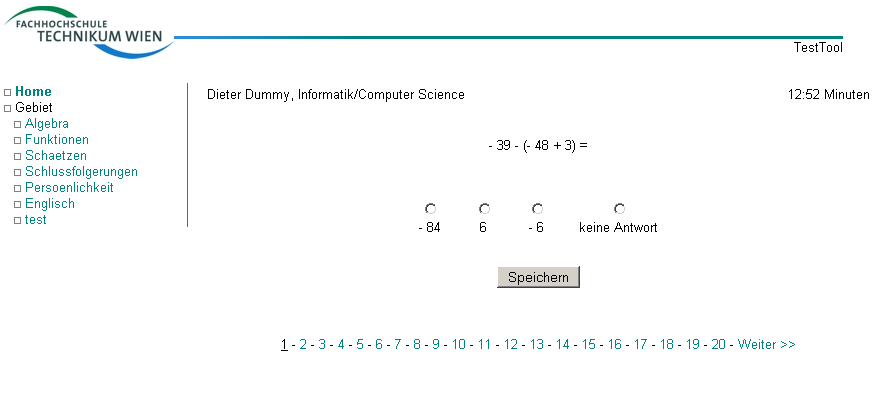 FACHHOCHSCHULE
TECHNIKUM WIEN
TestTool
Home
Gebiet
Algebra
Funktionen
Schaetzen
Schlussfolgerungen
Persoenlichkeit
Englisch
test
Dieter Dummy, Informatik/Computer Science 12:52 Minuten
- 39 - (- 48 + 3) =
- 84 6 - 6 keine Antwort
Speichern
1 - 2 - 3 - 4 - 5 - 6 - 7 - 8 - 9 - 10 - 11 - 12 - 13 - 14 - 15 - 16 - 17 - 18 - 19 - 20 - Weiter >>